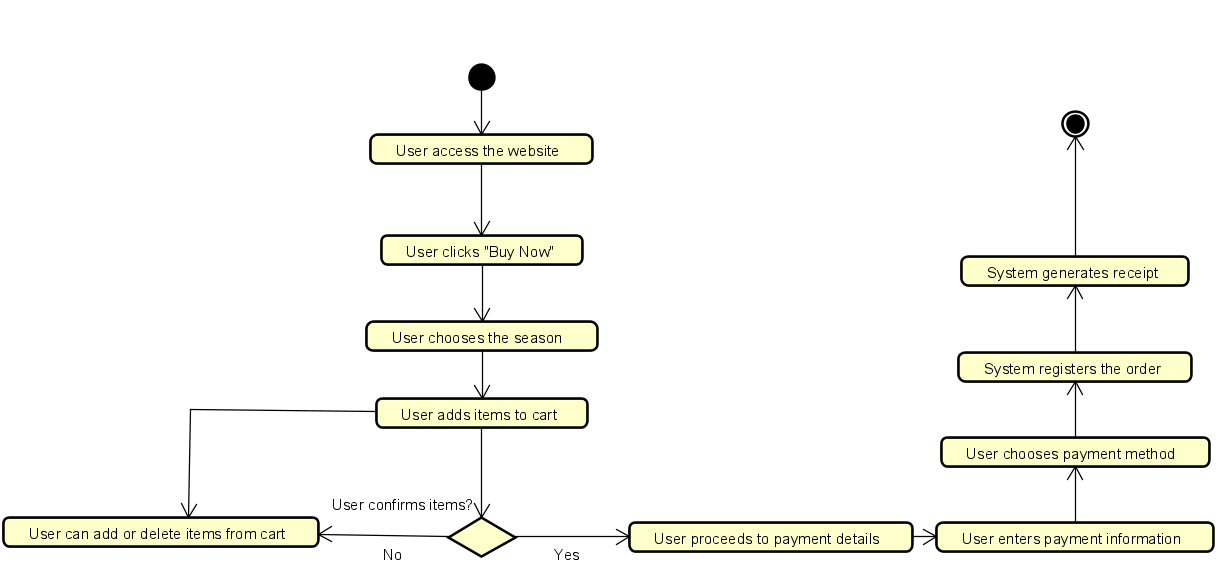 User access the website
User clicks "Buy Now"
User chooses the season
User adds items to cart
User confirms items?
User can add or delete items from cart
No
Yes
User proceeds to payment details
User enters payment information
User chooses payment method
System registers the order
System generates receipt